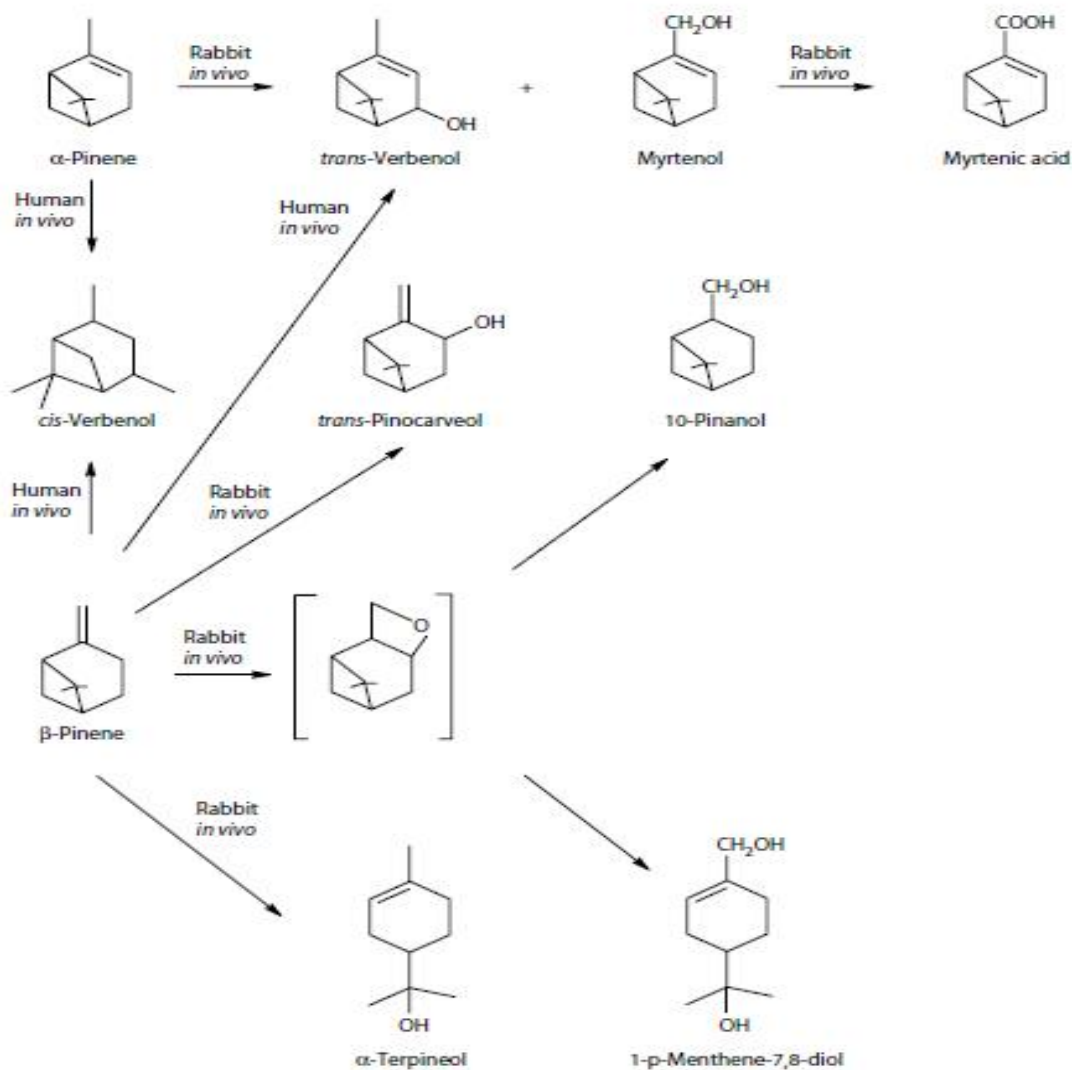 CH2OH
COOH
Rabbit
in vivo
Rabbit
in vivo
+
OH
α-Pinene
trans-Verbenol
Myrtenol
Myrtenic acid
Human
in vivo
Human
in vivo
CH2OH
OH
cis-Verbenol
trans-Pinocarveol
10-Pinanol
Human
in vivo
Rabbit
in vivo
O
Rabbit
in vivo
β-Pinene
Rabbit
in vivo
CH2OH
OH
OH
α-Terpineol
1-p-Menthene-7,8-diol